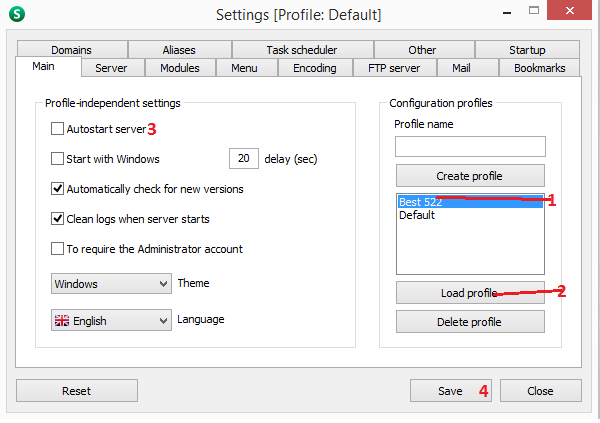 S
Settings [Profile: Default]
Domains Aliases Task scheduler Other Startup
Main Server Modules Menu Encoding FTP server Mail Bookmarks
Profile-independent settings
Autostart server 3
Start with Windows 20 delay (sec)
Automatically check for new versions
Clean logs when server starts
To require the Administrator account
Windows Theme
English Language
Configuration profiles
Profile name
Create profile
Best 522 1
Default
Load profile 2
Delete profile
Reset Save 4 Close